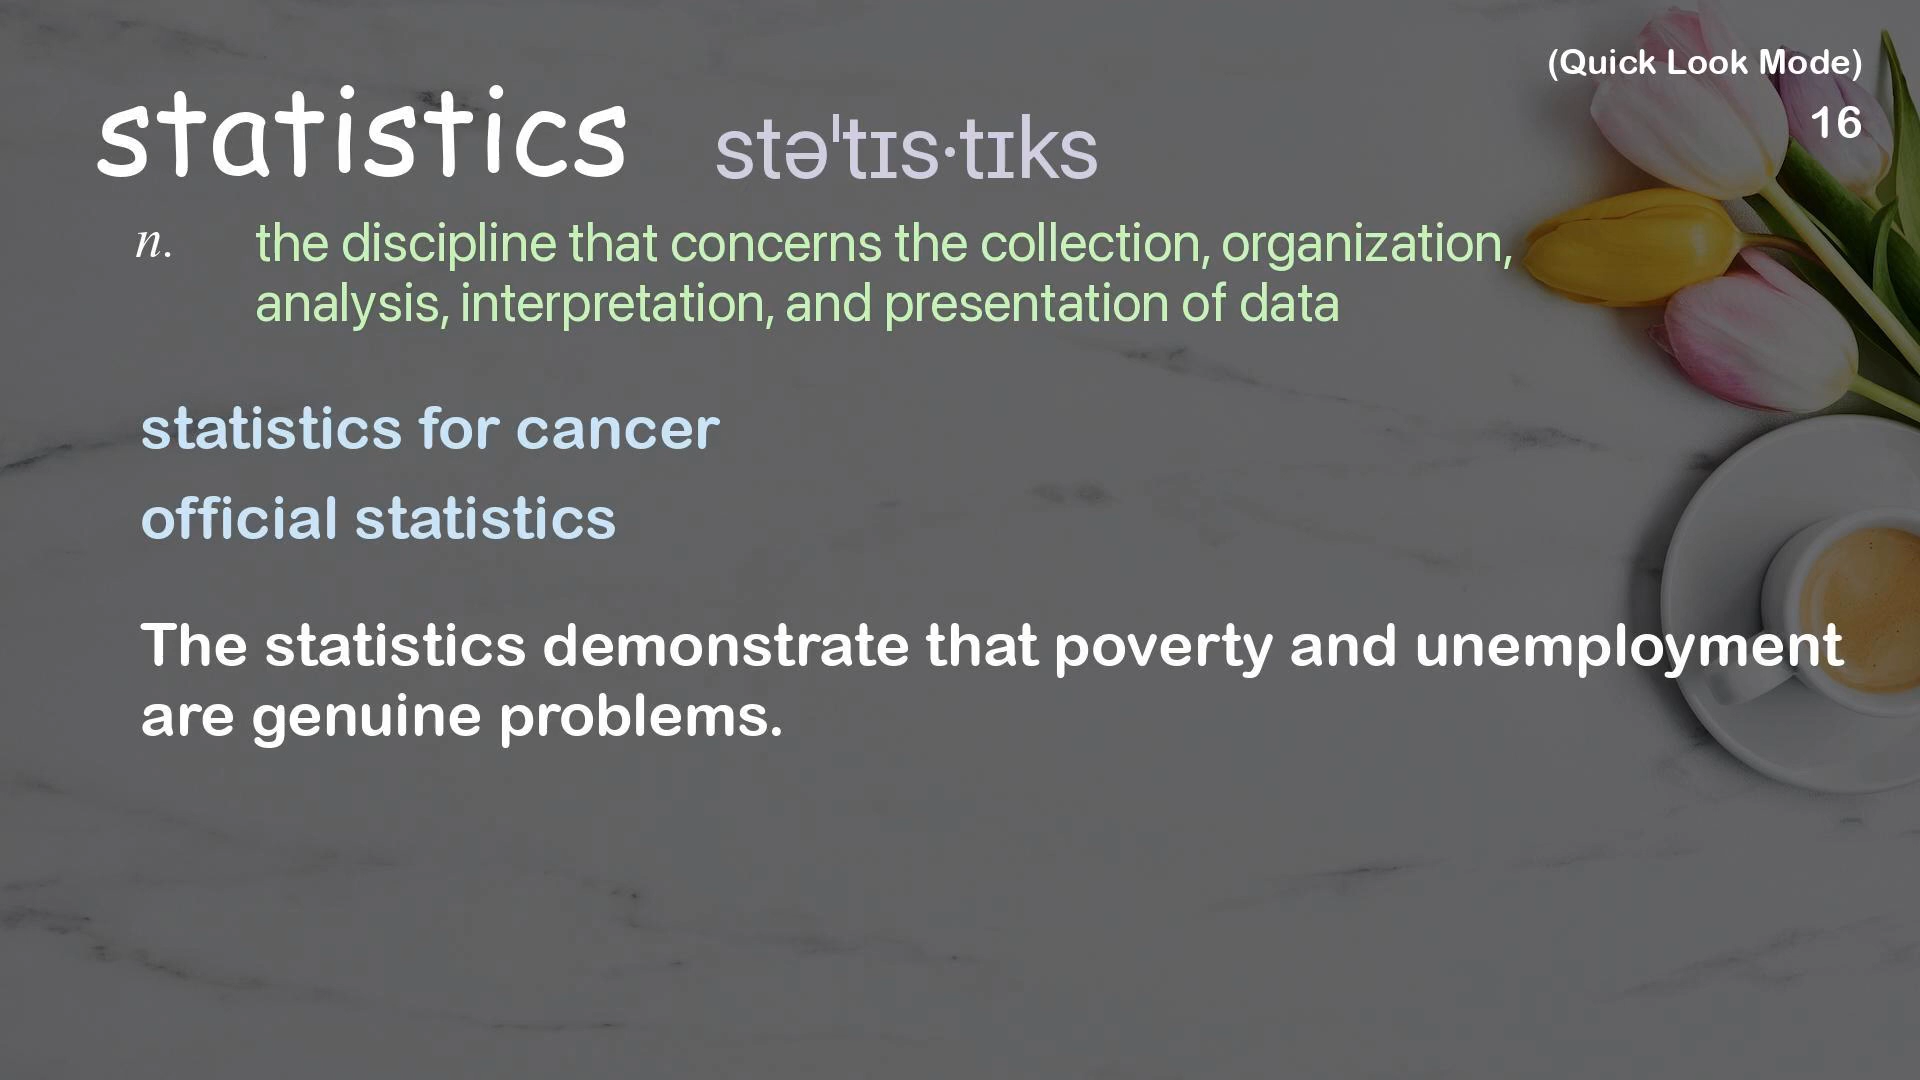 (Quick Look Mode)
16
statistics stəˈtɪs·tɪks
n. the discipline that concerns the collection, organization,
analysis, interpretation, and presentation of data
statistics for cancer
official statistics
The statistics demonstrate that poverty and unemployment
are genuine problems.